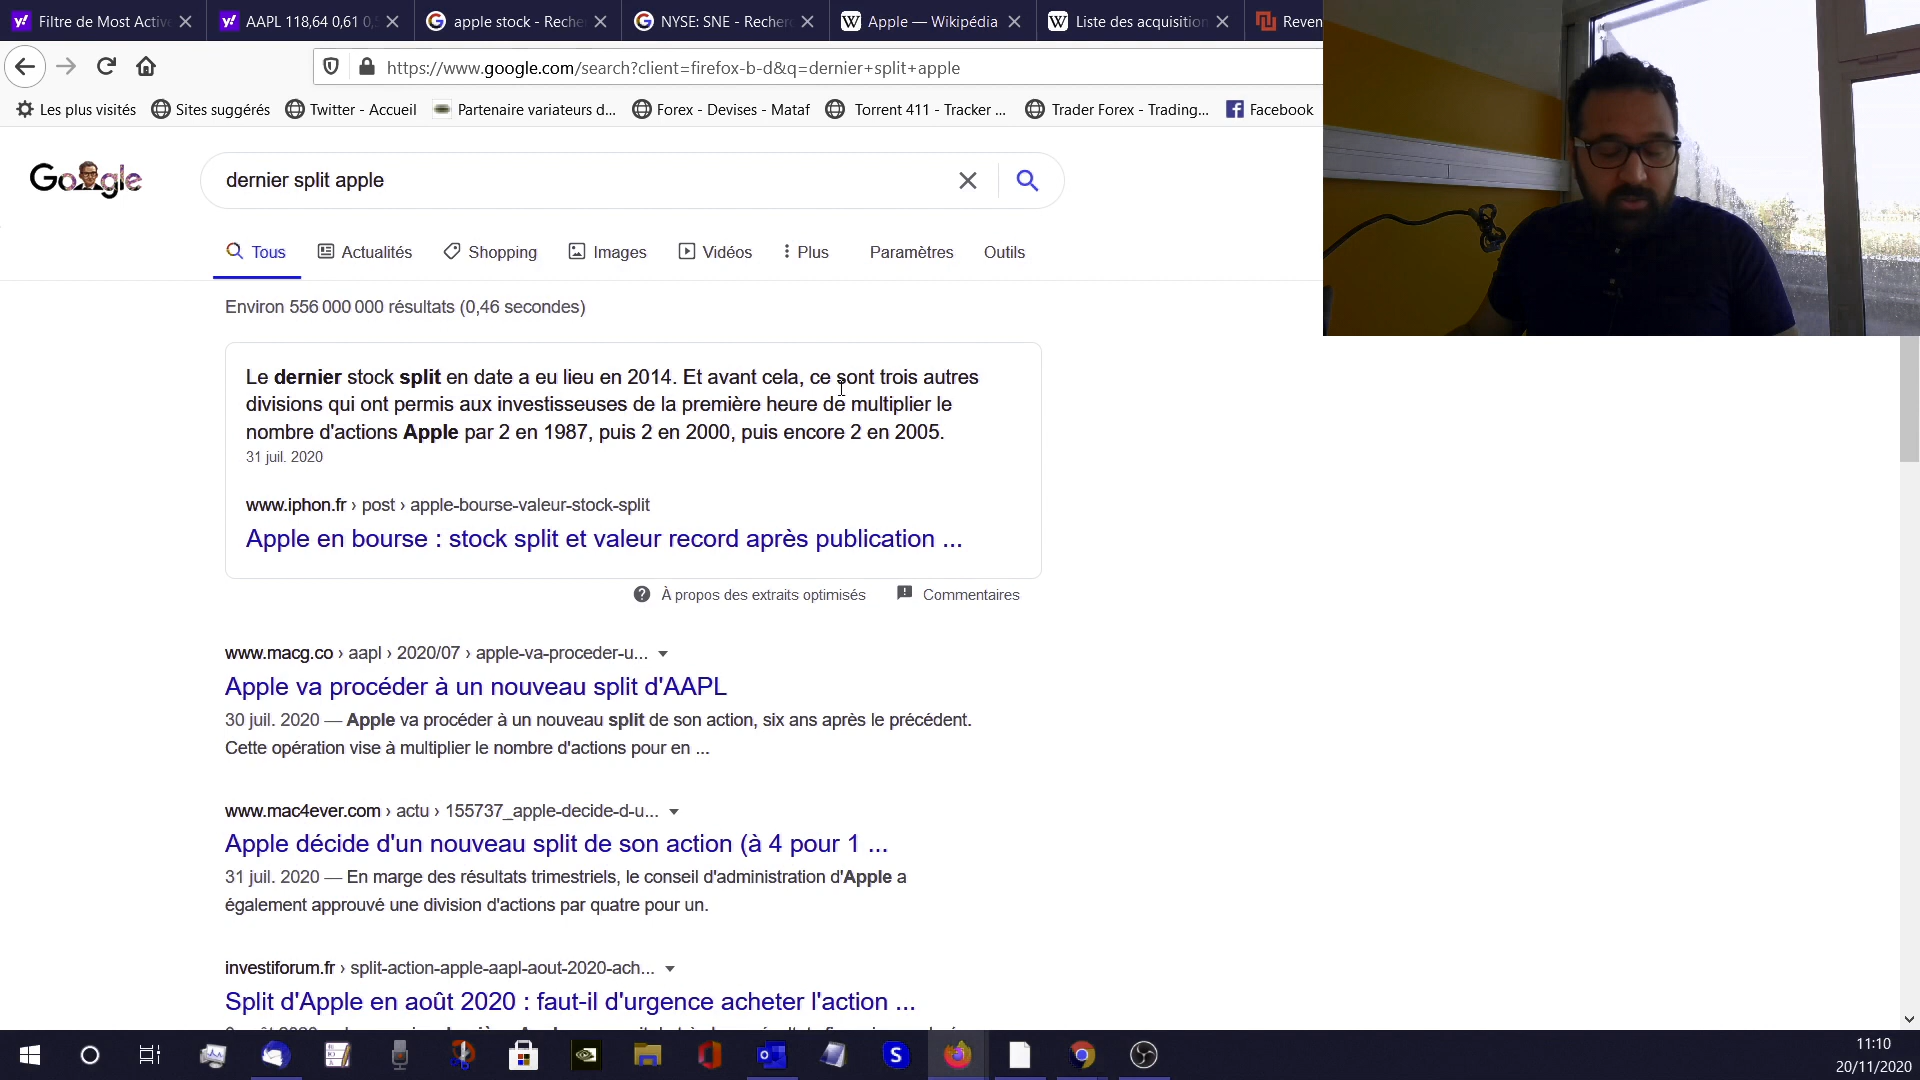 Filtre de Most Active
AAPL 118,64 0,61 0,5
apple stock - Recher
NYSE: SNE - Recherc
Apple — Wikipédia
Liste des acquisition
Reven
https://www.google.com/search?client=firefox-b-d&q=dernier+split+apple
Les plus visités
Sites suggérés
Twitter - Accueil
Partenaire variateurs d...
Forex - Devises - Mataf
Torrent 411 - Tracker ...
Trader Forex - Trading...
Facebook
Google
dernier split apple
Tous
Actualités
Shopping
Images
Vidéos
Plus
Paramètres
Outils
Environ 556 000 000 résultats (0,46 secondes)
Le dernier stock split en date a eu lieu en 2014. Et avant cela, ce sont trois autres
divisions qui ont permis aux investisseuses de la première heure de multiplier le
nombre d'actions Apple par 2 en 1987, puis 2 en 2000, puis encore 2 en 2005.
31 juil. 2020
www.iphon.fr › post › apple-bourse-valeur-stock-split
Apple en bourse : stock split et valeur record après publication ...
À propos des extraits optimisés
Commentaires
www.macg.co › aapl › 2020/07 › apple-va-proceder-u...
Apple va procéder à un nouveau split d'AAPL
30 juil. 2020 — Apple va procéder à un nouveau split de son action, six ans après le précédent.
Cette opération vise à multiplier le nombre d'actions pour en ...
www.mac4ever.com › actu › 155737_apple-decide-d-u...
Apple décide d'un nouveau split de son action (à 4 pour 1 ...
31 juil. 2020 — En marge des résultats trimestriels, le conseil d'administration d'Apple a
également approuvé une division d'actions par quatre pour un.
investiforum.fr › split-action-apple-aapl-aout-2020-ach...
Split d'Apple en août 2020 : faut-il d'urgence acheter l'action ...
11:10
20/11/2020